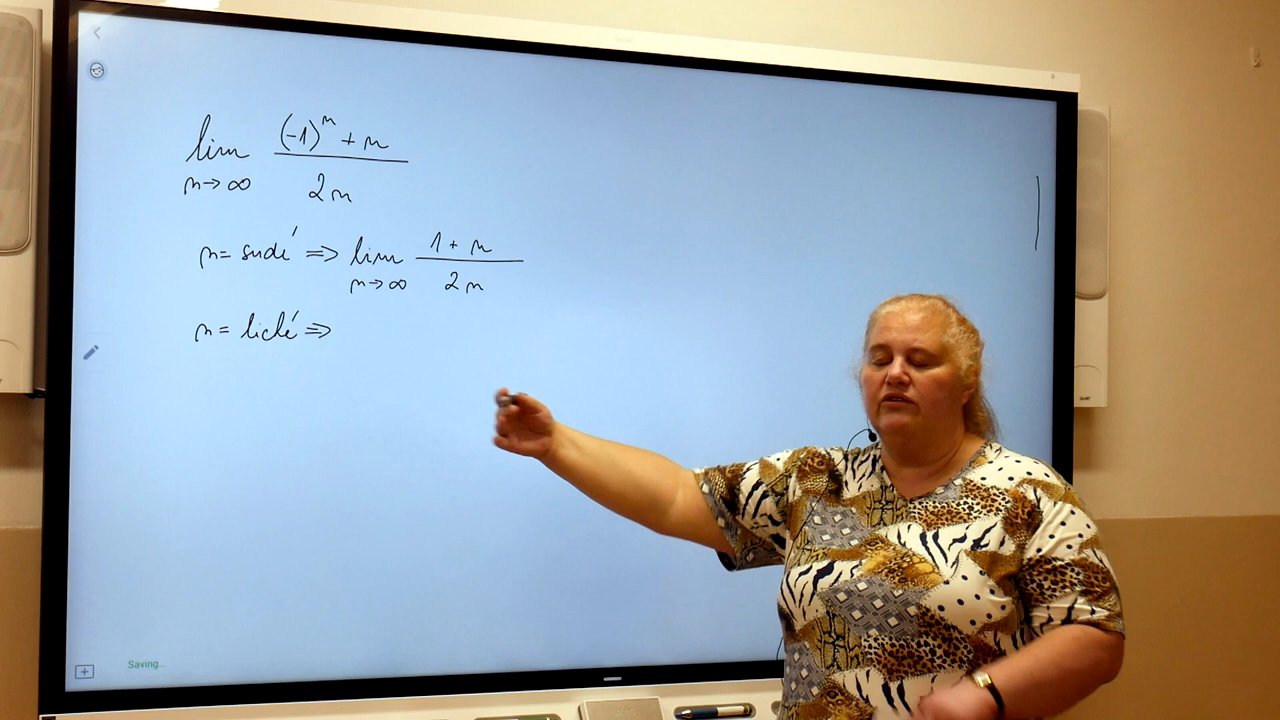 lim n→∞ ((-1)^n + n) / (2n)
n = sudé ⇒ lim n→∞ (1 + n) / (2n)
n = liché ⇒
Saving...